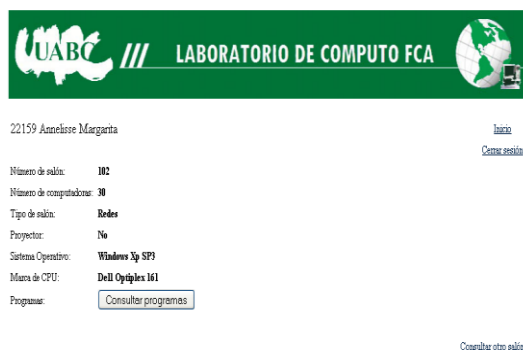 UABC /// LABORATORIO DE COMPUTO FCA
22159 Annelisse Margarita
Inicio
Cerrar sesión
Número de salón: 102
Número de computadoras: 30
Tipo de salón: Redes
Proyector: No
Sistema Operativo: Windows Xp SP3
Marca de CPU: Dell Optiplex 161
Programas: Consultar programas
Consultar otro salón